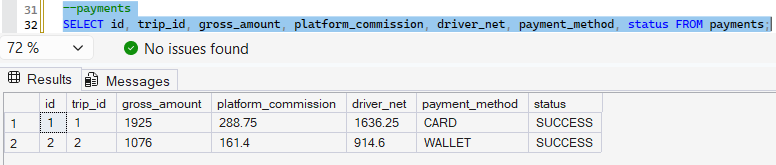 31 --payments
32 SELECT id, trip_id, gross_amount, platform_commission, driver_net, payment_method, status FROM payments;
72 % No issues found
Results Messages
id trip_id gross_amount platform_commission driver_net payment_method status
1 1 1 1925 288.75 1636.25 CARD SUCCESS
2 2 2 1076 161.4 914.6 WALLET SUCCESS